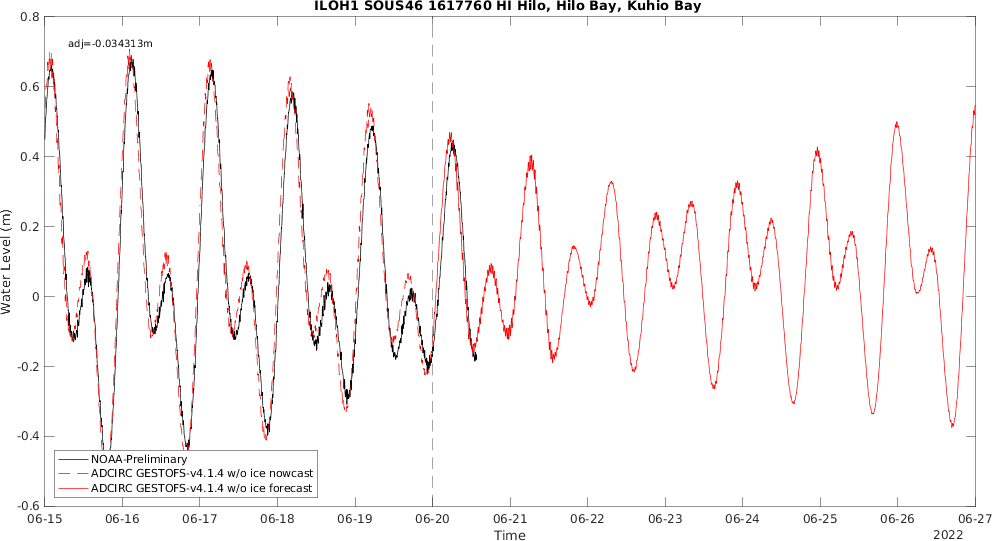 ILOH1 SOUS46 1617760 HI Hilo, Hilo Bay, Kuhio Bay
adj=-0.034313m
0.8
0.6
0.4
0.2
0
-0.2
-0.4
-0.6
Water Level (m)
NOAA-Preliminary
ADCIRC GESTOFS-v4.1.4 w/o ice nowcast
ADCIRC GESTOFS-v4.1.4 w/o ice forecast
06-15 06-16 06-17 06-18 06-19 06-20 06-21 06-22 06-23 06-24 06-25 06-26 06-27
Time
2022